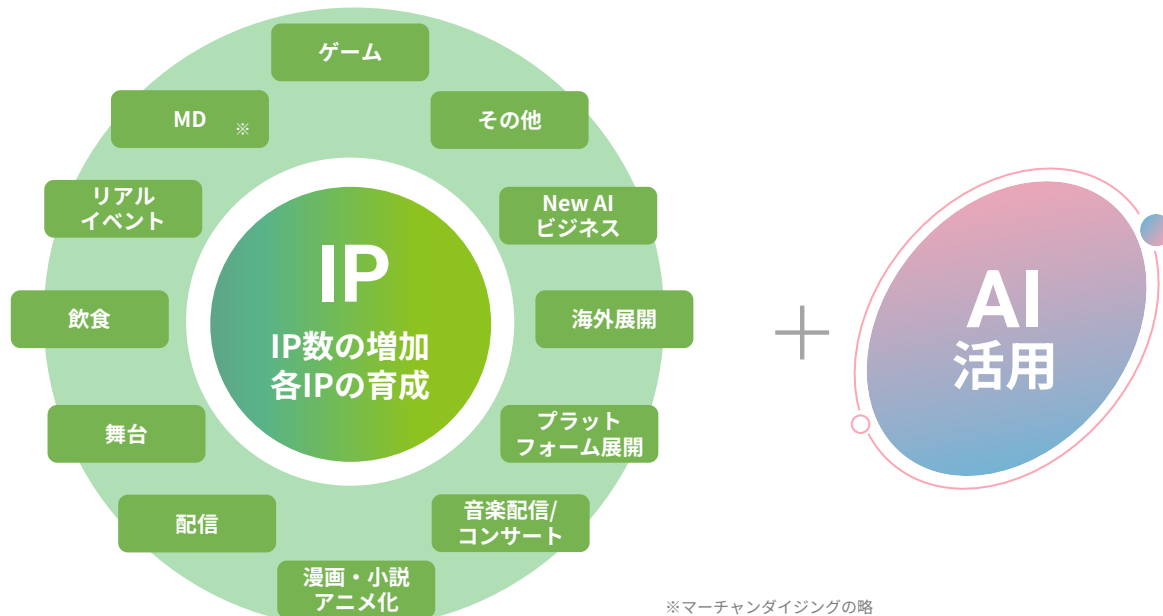 ゲーム
MD ※
その他
リアル
イベント
New AI
ビジネス
IP
IP数の増加
各IPの育成
飲食
海外展開
舞台
プラット
フォーム展開
配信
音楽配信/
コンサート
漫画・小説
アニメ化
AI
活用
※マーチャンダイジングの略